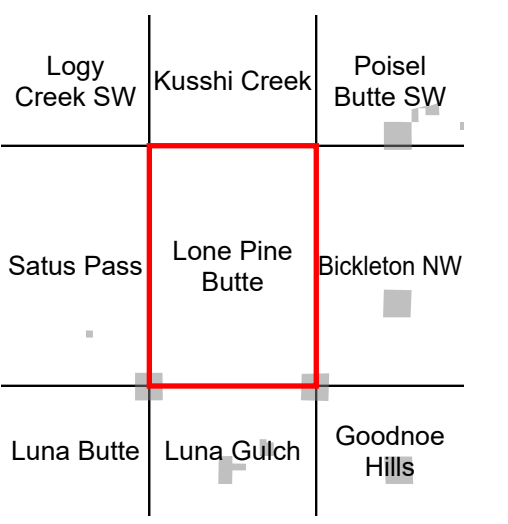 Logy
Creek SW
Kusshi Creek
Poisel
Butte SW
Satus Pass
Lone Pine
Butte
Bickleton NW
Luna Butte
Luna Gulch
Goodnoe
Hills